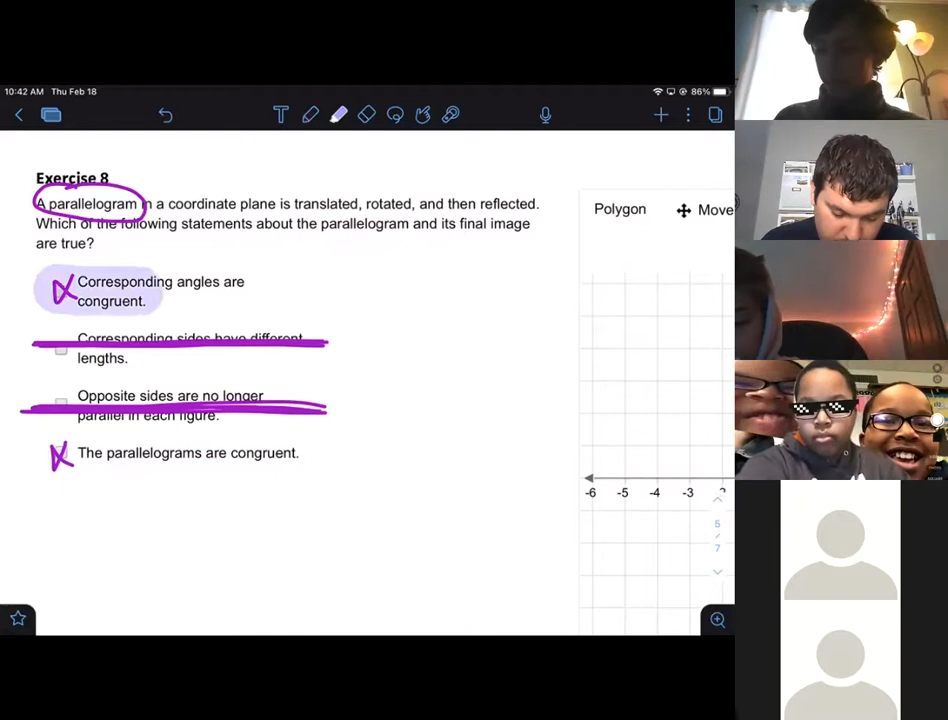 10:42 AM Thu Feb 18
86%
Exercise 8
A parallelogram in a coordinate plane is translated, rotated, and then reflected.
Which of the following statements about the parallelogram and its final image
are true?
Corresponding angles are
congruent.
Corresponding sides have different
lengths.
Opposite sides are no longer
parallel in each figure.
The parallelograms are congruent.
Polygon
Move
-6 -5 -4 -3
5
/
7